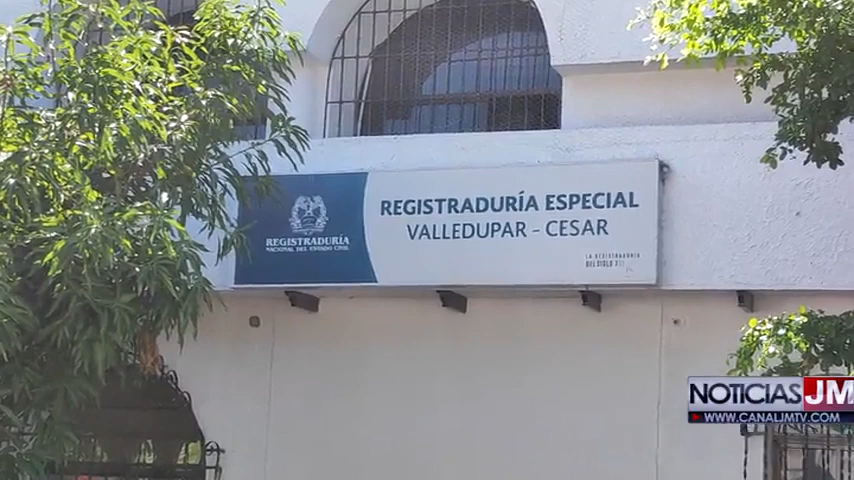 REGISTRADURÍA
NACIONAL DEL ESTADO CIVIL
REGISTRADURÍA ESPECIAL
VALLEDUPAR - CESAR
LA REGISTRADURÍA
DEL SIGLO XXI
NOTICIAS JM
WWW.CANALJMTV.COM